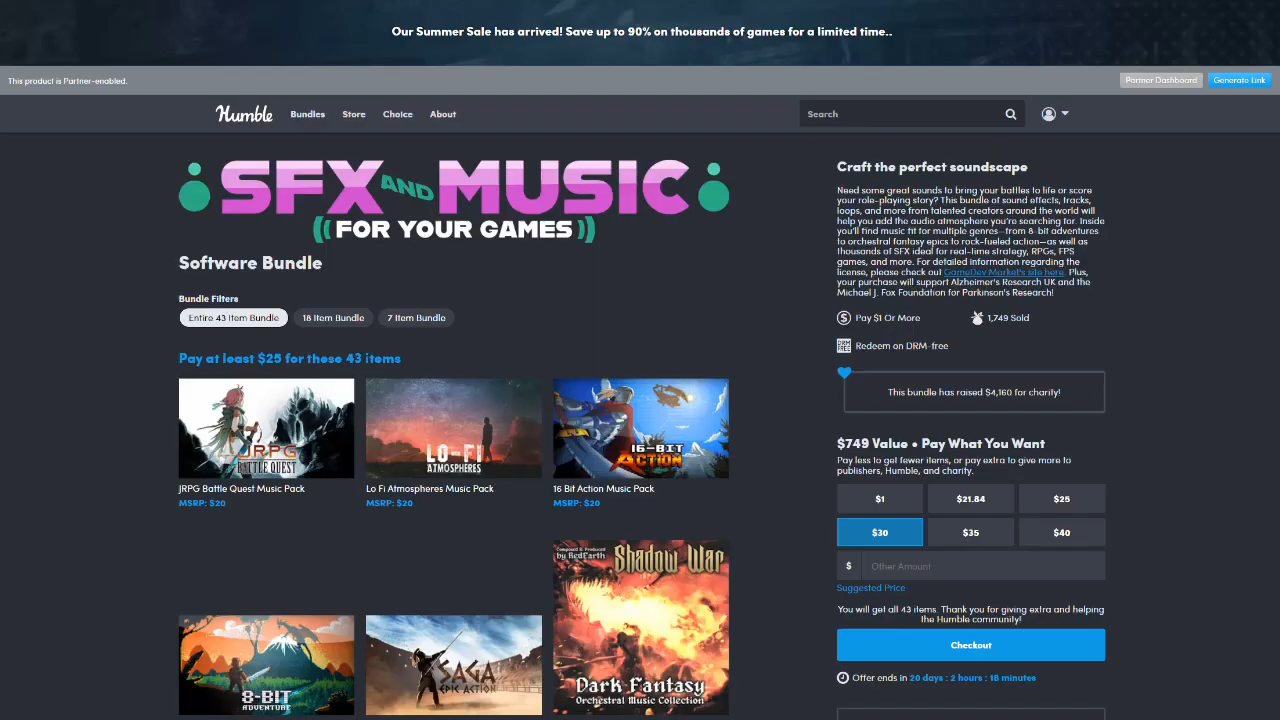 Our Summer Sale has arrived! Save up to 90% on thousands of games for a limited time..
This product is Partner-enabled.
Partner Dashboard
Generate Link
Humble
Bundles
Store
Choice
About
Search
SFX AND MUSIC
FOR YOUR GAMES
Software Bundle
Bundle Filters
Entire 43 Item Bundle
18 Item Bundle
7 Item Bundle
Pay at least $25 for these 43 items
JRPG
BATTLE QUEST
LO-FI
ATMOSPHERES
16-BIT
ACTION
JRPG Battle Quest Music Pack
Lo Fi Atmospheres Music Pack
16 Bit Action Music Pack
MSRP: $20
MSRP: $20
MSRP: $20
8-BIT
ADVENTURE
SAGA
EPIC ACTION
Composed & Produced
by RedEarth
Shadow War
Dark Fantasy
Orchestral Music Collection
Craft the perfect soundscape
Need some great sounds to bring your battles to life or score
your role-playing story? This bundle of sound effects, tracks,
loops, and more from talented creators around the world will
help you add the audio atmosphere you're searching for. Inside
you'll find music fit for multiple genres—from 8-bit adventures
to orchestral fantasy epics to rock-fueled action—as well as
thousands of SFX ideal for real-time strategy, RPGs, FPS
games, and more. For detailed information regarding the
license, please check out GameDev Market's site here. Plus,
your purchase will support Alzheimer's Research UK and the
Michael J. Fox Foundation for Parkinson's Research!
Pay $1 Or More
1,749 Sold
DRM FREE
Redeem on DRM-free
This bundle has raised $4,160 for charity!
$749 Value • Pay What You Want
Pay less to get fewer items, or pay extra to give more to
publishers, Humble, and charity.
$1
$21.84
$25
$30
$35
$40
$
Other Amount
Suggested Price
You will get all 43 items. Thank you for giving extra and helping
the Humble community!
Checkout
Offer ends in 20 days : 2 hours : 18 minutes